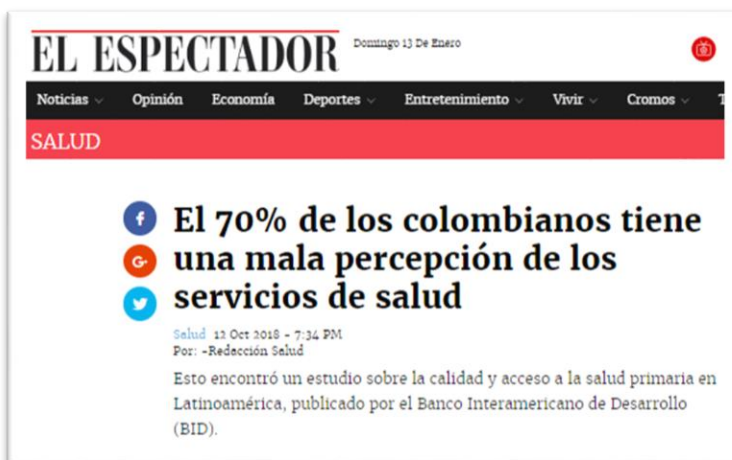 EL ESPECTADOR
Domingo 13 De Enero
Noticias Opinión Economía Deportes Entretenimiento Vivir Cromos
SALUD
El 70% de los colombianos tiene
una mala percepción de los
servicios de salud
Salud 12 Oct 2018 - 7:34 PM
Por: -Redacción Salud
Esto encontró un estudio sobre la calidad y acceso a la salud primaria en
Latinoamérica, publicado por el Banco Interamericano de Desarrollo
(BID).